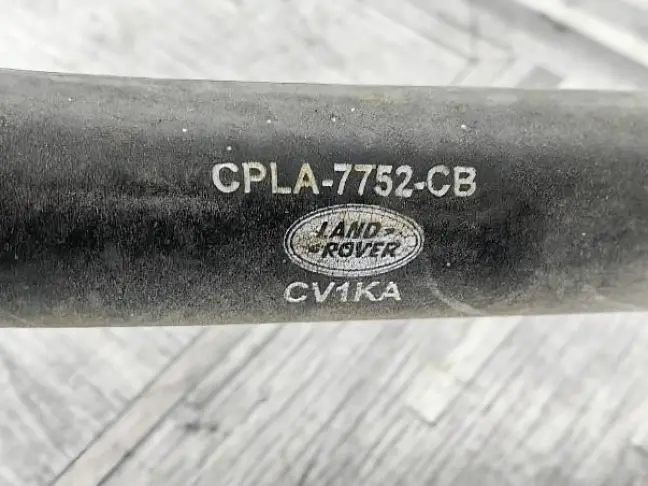 CPLA-7752-CB
LAND-
-ROVER
CV1KA